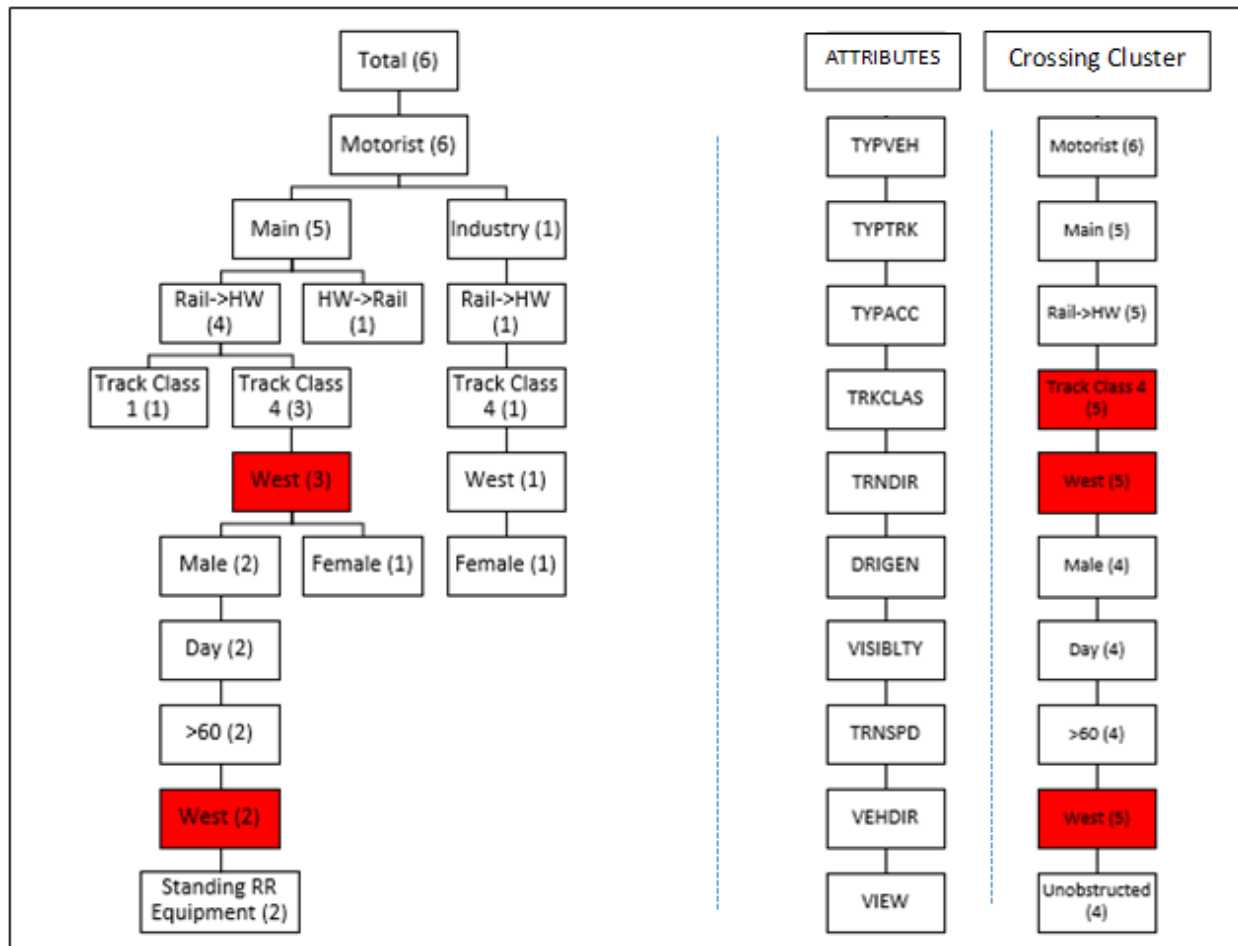 Total (6)
ATTRIBUTES
Crossing Cluster
Motorist (6)
TYPVEH
Motorist (6)
Main (5)
Industry (1)
TYPTRK
Main (5)
Rail->HW
(4)
HW->Rail
(1)
Rail->HW
(1)
TYPACC
Rail->HW (5)
Track Class
1 (1)
Track Class
4 (3)
Track Class
4 (1)
TRKCLAS
Track Class 4
(5)
West (3)
West (1)
TRNDIR
West (5)
Male (2)
Female (1)
Female (1)
DRIGEN
Male (4)
Day (2)
VISIBLTY
Day (4)
>60 (2)
TRNSPD
>60 (4)
West (2)
VEHDIR
West (5)
Standing RR
Equipment (2)
VIEW
Unobstructed
(4)